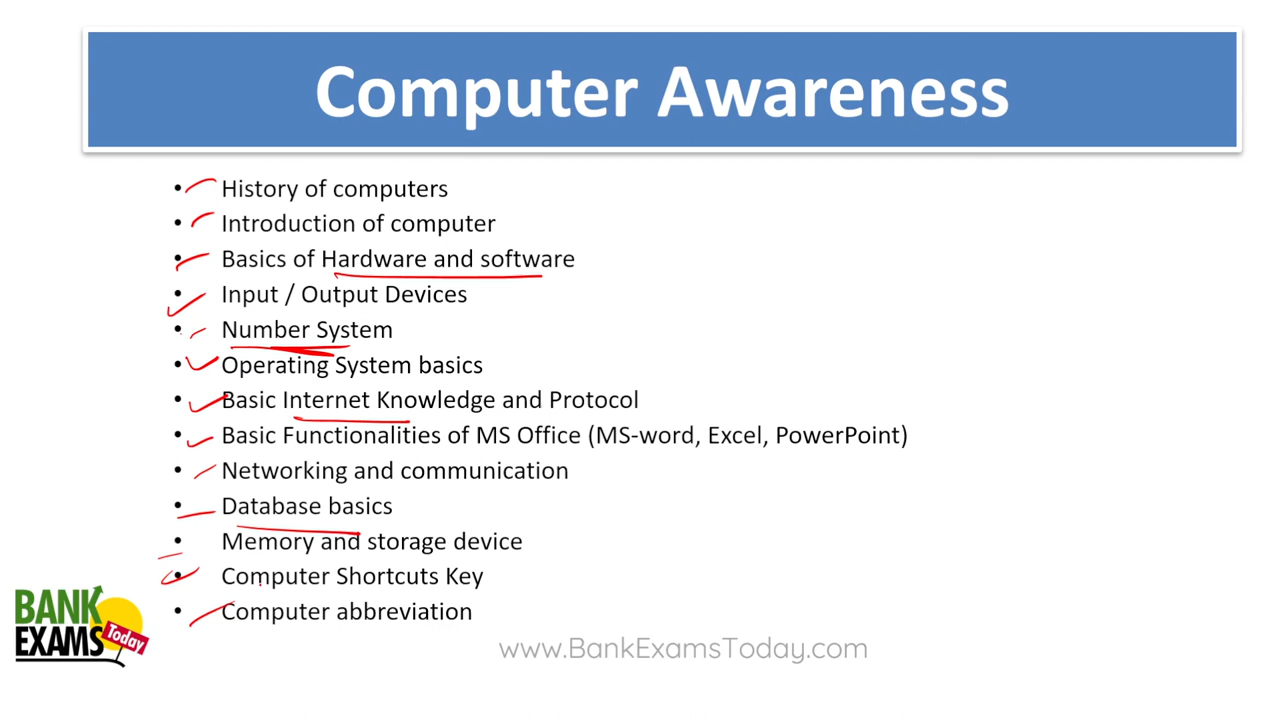 Computer Awareness
• History of computers
• Introduction of computer
• Basics of Hardware and software
• Input / Output Devices
• Number System
• Operating System basics
• Basic Internet Knowledge and Protocol
• Basic Functionalities of MS Office (MS-word, Excel, PowerPoint)
• Networking and communication
• Database basics
• Memory and storage device
• Computer Shortcuts Key
• Computer abbreviation
BANK
EXAMS
Today
www.BankExamsToday.com